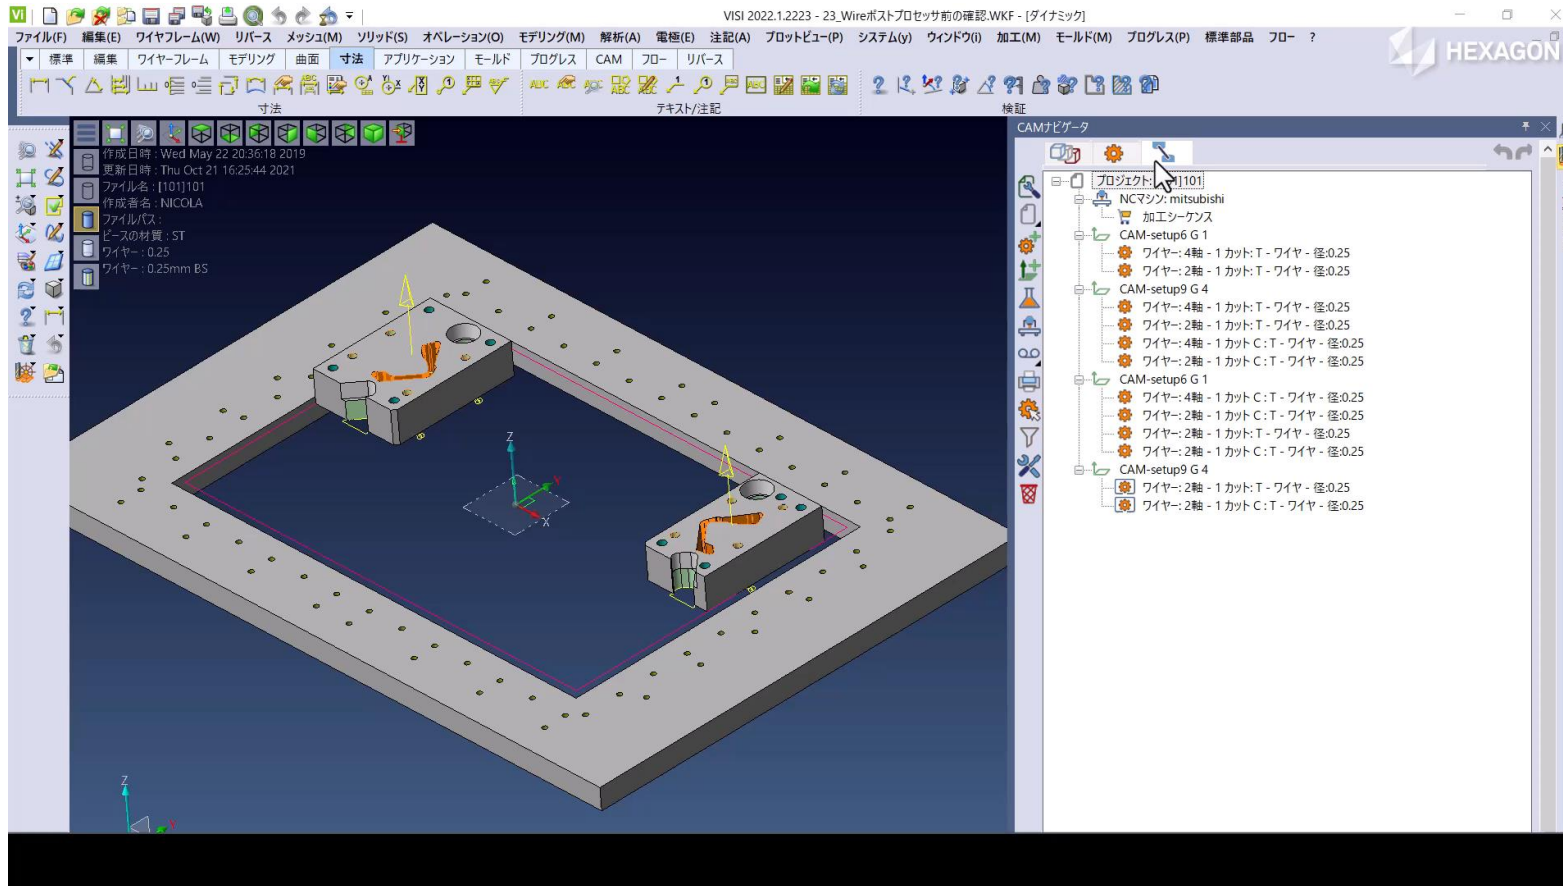 VISI 2022.1.2223 - 23_Wireポストプロセッサ前の確認.WKF - [ダイナミック]
ファイル(F) 編集(E) ワイヤフレーム(W) リバース メッシュ(M) ソリッド(S) オペレーション(O) モデリング(M) 解析(A) 電極(E) 注記(A) プロットビュー(P) システム(y) ウィンドウ(i) 加工(M) モールド(M) プログレス(P) 標準部品 フロー ?
標準 編集 ワイヤーフレーム モデリング 曲面 寸法 アプリケーション モールド プログレス CAM フロー リバース
HEXAGON
寸法 テキスト/注記 検証
CAMナビゲータ
作成日時 : Wed May 22 20:36:18 2019
更新日時 : Thu Oct 21 16:25:44 2021
ファイル名 : [101]101
作成者名 : NICOLA
ファイルパス :
ピースの材質 : ST
ワイヤー : 0.25
ワイヤー : 0.25mm BS
Z
Y
X
Z
Y
プロジェクト: ]101
NCマシン: mitsubishi
加工シーケンス
CAM-setup6 G 1
ワイヤー: 4軸 - 1 カット: T - ワイヤ - 径:0.25
ワイヤー: 2軸 - 1 カット: T - ワイヤ - 径:0.25
CAM-setup9 G 4
ワイヤー: 4軸 - 1 カット: T - ワイヤ - 径:0.25
ワイヤー: 2軸 - 1 カット: T - ワイヤ - 径:0.25
ワイヤー: 4軸 - 1 カット C : T - ワイヤ - 径:0.25
ワイヤー: 2軸 - 1 カット C : T - ワイヤ - 径:0.25
CAM-setup6 G 1
ワイヤー: 4軸 - 1 カット C : T - ワイヤ - 径:0.25
ワイヤー: 2軸 - 1 カット C : T - ワイヤ - 径:0.25
ワイヤー: 2軸 - 1 カット: T - ワイヤ - 径:0.25
ワイヤー: 2軸 - 1 カット C : T - ワイヤ - 径:0.25
CAM-setup9 G 4
ワイヤー: 2軸 - 1 カット: T - ワイヤ - 径:0.25
ワイヤー: 2軸 - 1 カット C : T - ワイヤ - 径:0.25